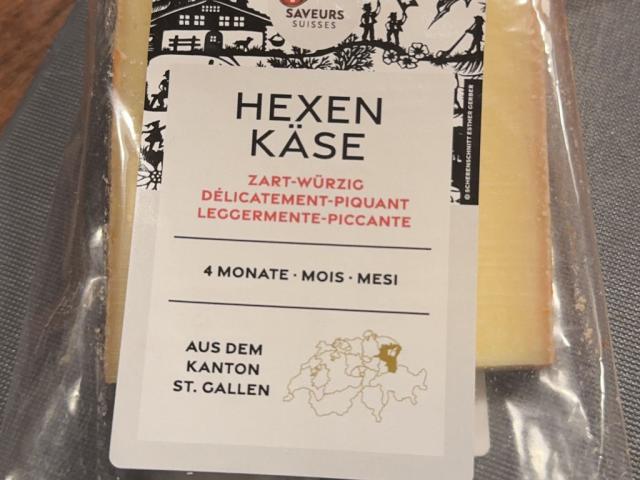 SAVEURS
SUISSES
HEXEN
KÄSE
ZART-WÜRZIG
DÉLICATEMENT-PIQUANT
LEGGERMENTE-PICCANTE
4 MONATE · MOIS · MESI
AUS DEM
KANTON
ST. GALLEN
© SCHERENSCHNITT ESTHER GERBER